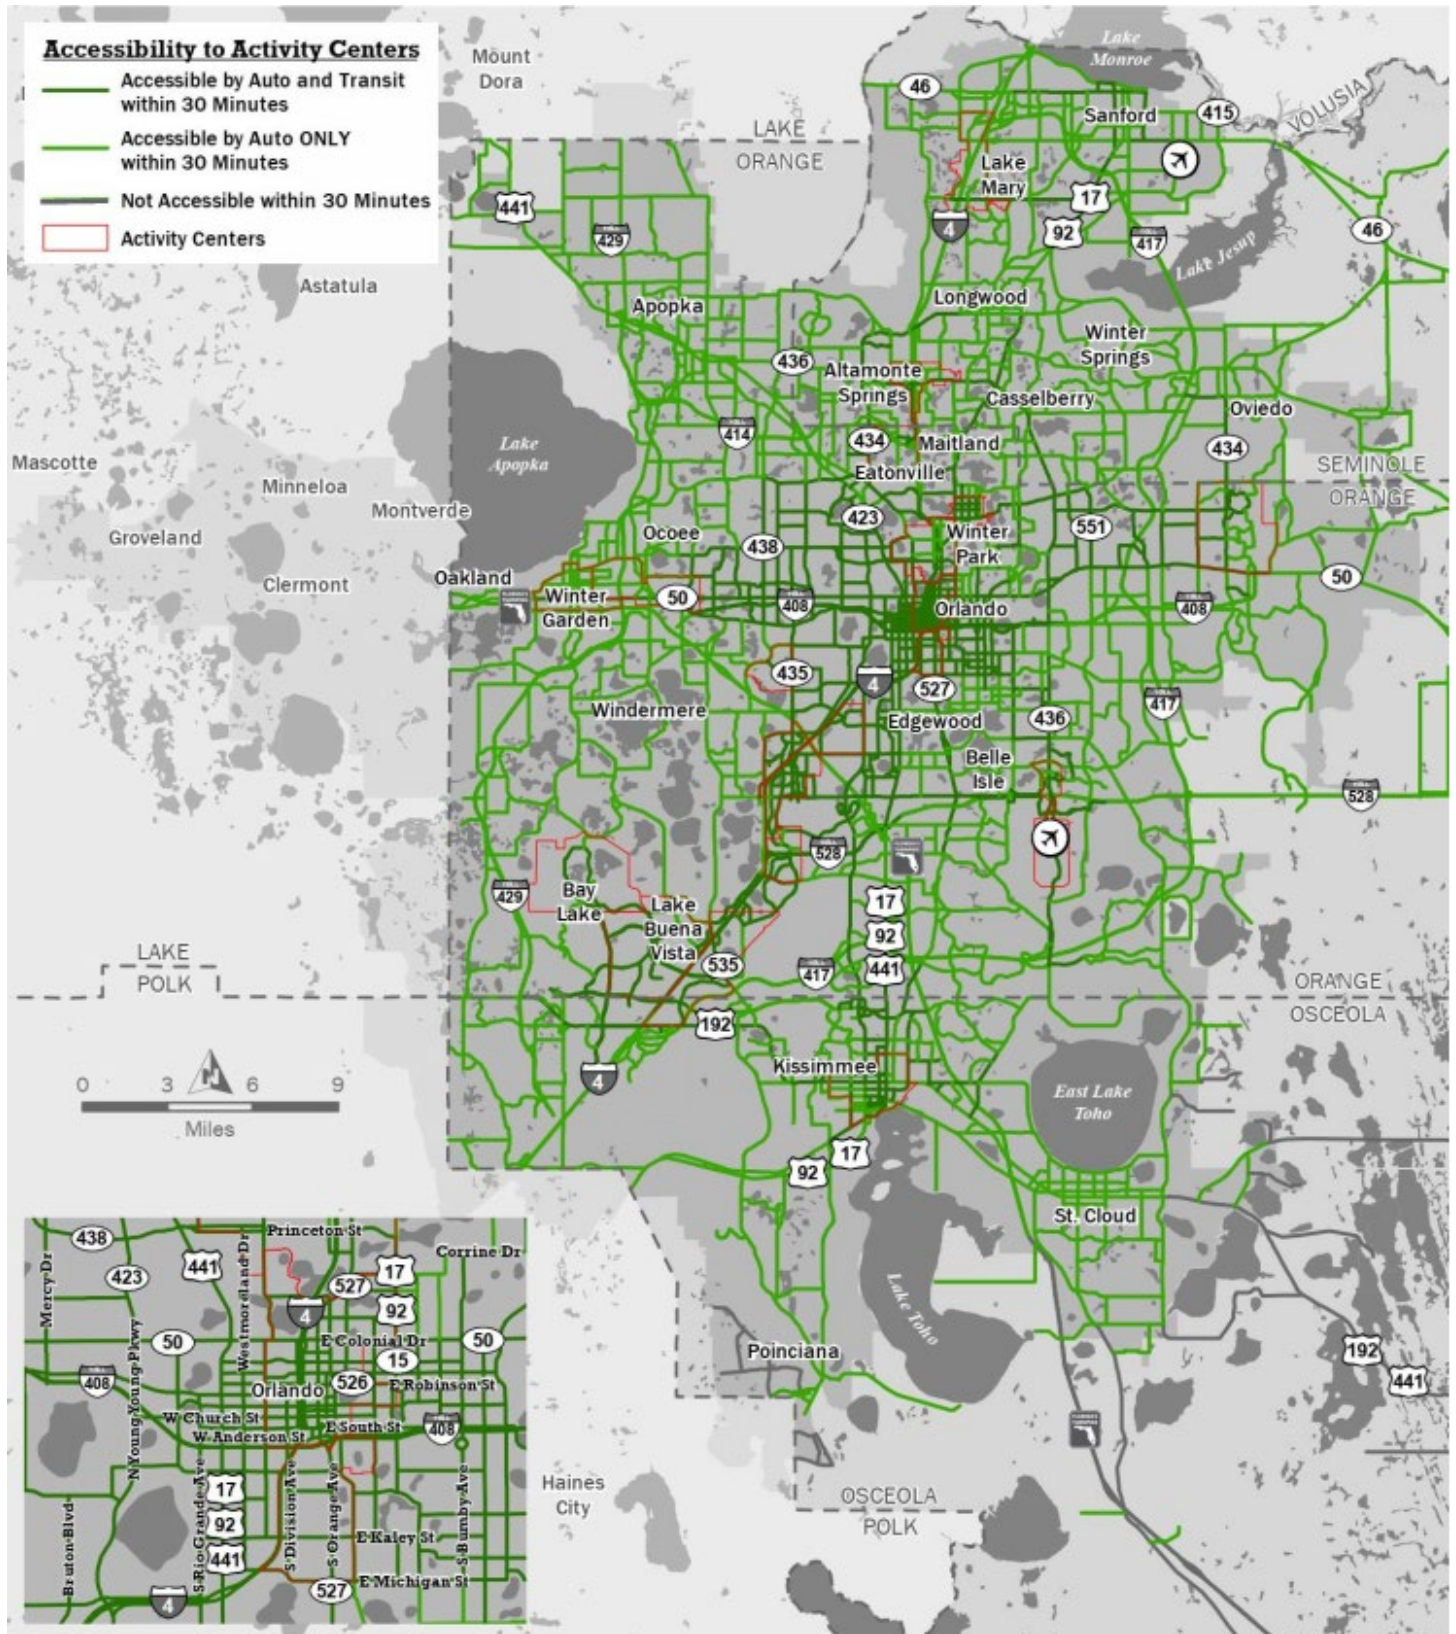 Accessibility to Activity Centers
Accessible by Auto and Transit
within 30 Minutes
Accessible by Auto ONLY
within 30 Minutes
Not Accessible within 30 Minutes
Activity Centers
Mount
Dora
Lake
Monroe
46
Sanford
415
VOLUSIA
LAKE
ORANGE
Lake
Mary
17
441
429
4
92
417
46
Lake Jesup
Astatula
Apopka
Longwood
Winter
Springs
436
Altamonte
Springs
Casselberry
Oviedo
414
434
Maitland
434
Lake
Apopka
Eatonville
SEMINOLE
ORANGE
Mascotte
Minneloa
Montverde
423
Groveland
Ocoee
438
Winter
Park
551
Clermont
Oakland
Winter
Garden
50
408
Orlando
408
50
435
4
527
Windermere
Edgewood
436
417
Belle
Isle
528
528
429
Bay
Lake
Lake
Buena
Vista
17
92
441
LAKE
POLK
535
417
ORANGE
OSCEOLA
192
0 3 6 9
Miles
N
4
Kissimmee
East Lake
Toho
17
92
St. Cloud
Lake Toho
Poinciana
192
441
Haines
City
OSCEOLA
POLK
438
Mercy Dr
423
441
Westmoreland Dr
Princeton St
527
17
Corrine Dr
4
92
50
E Colonial Dr
50
15
408
N Young Young Pkwy
Orlando
526
E Robinson St
W Church St
W Anderson St
E South St
408
17
92
441
Bruton Blvd
S Rio Grande Ave
S Division Ave
S Orange Ave
E Kaley St
S Bumby Ave
4
527
E Michigan St